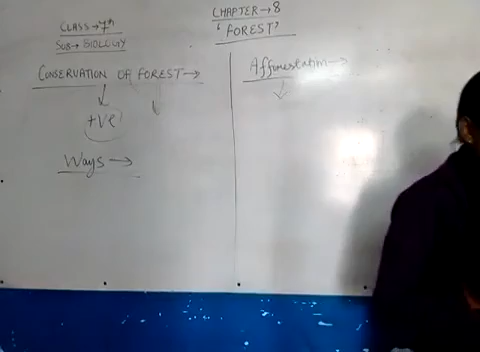 CLASS → 7th
SUB → BIOLOGY
CHAPTER → 8
'FOREST'
CONSERVATION OF FOREST →
+ve
Ways →
Afforestation →